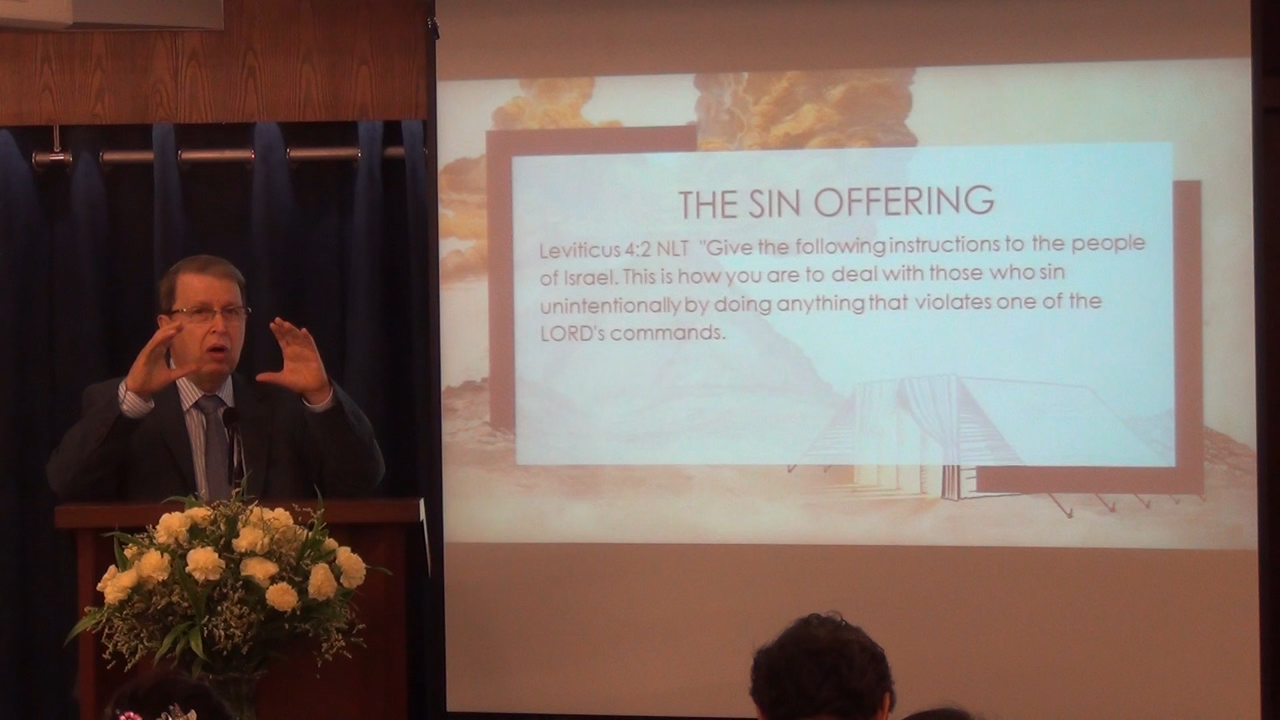 THE SIN OFFERING
Leviticus 4:2 NLT "Give the following instructions to the people
of Israel. This is how you are to deal with those who sin
unintentionally by doing anything that violates one of the
LORD's commands.